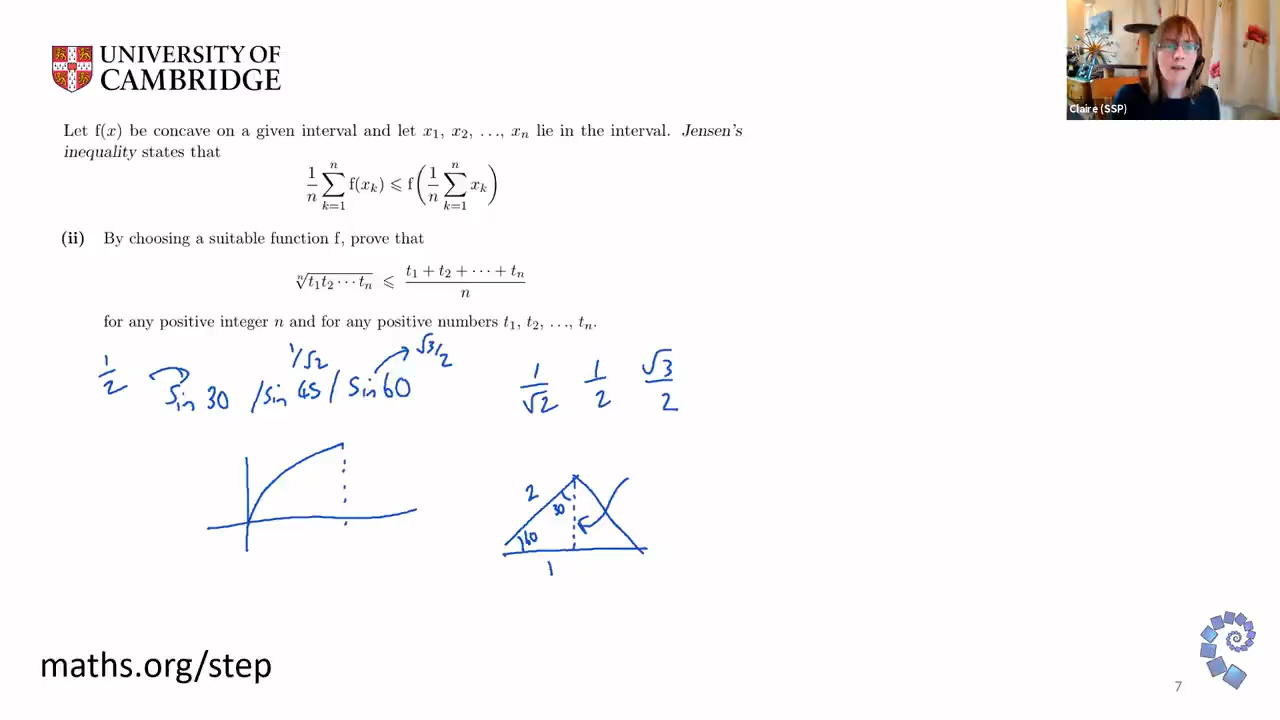 UNIVERSITY OF
CAMBRIDGE
Claire (SSP)
Let f(x) be concave on a given interval and let x₁, x₂, …, xₙ lie in the interval. Jensen's
inequality states that
1/n ∑ₖ₌₁ⁿ f(xₖ) ⩽ f(1/n ∑ₖ₌₁ⁿ xₖ)
(ii) By choosing a suitable function f, prove that
ⁿ√(t₁t₂⋯tₙ) ⩽ (t₁ + t₂ + ⋯ + tₙ)/n
for any positive integer n and for any positive numbers t₁, t₂, …, tₙ.
1/√2 √3/2
1/2 Sin 30 / Sin 45 / Sin 60 1/√2 1/2 √3/2
2
30
60
1
maths.org/step
7